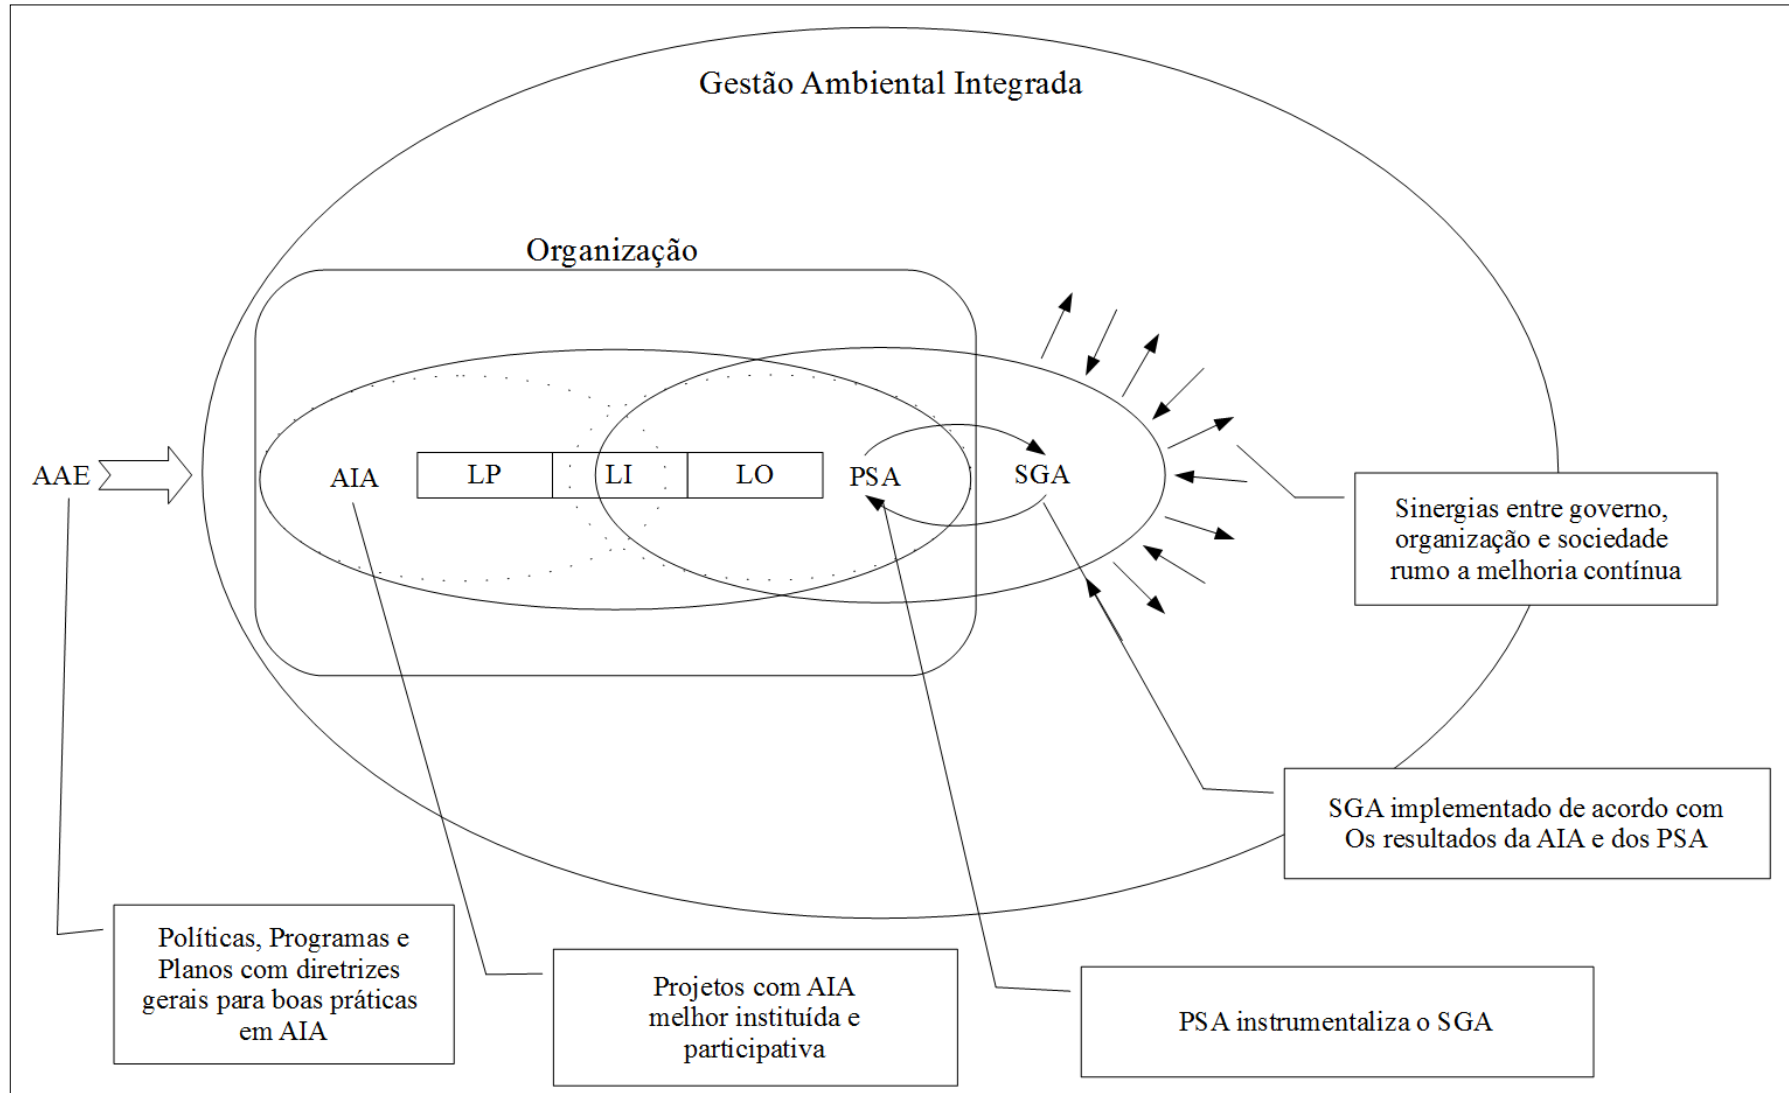 Gestão Ambiental Integrada
Organização
AAE
AIA
LP
LI
LO
PSA
SGA
Sinergias entre governo,
organização e sociedade
rumo a melhoria contínua
SGA implementado de acordo com
Os resultados da AIA e dos PSA
Políticas, Programas e
Planos com diretrizes
gerais para boas práticas
em AIA
Projetos com AIA
melhor instituída e
participativa
PSA instrumentaliza o SGA